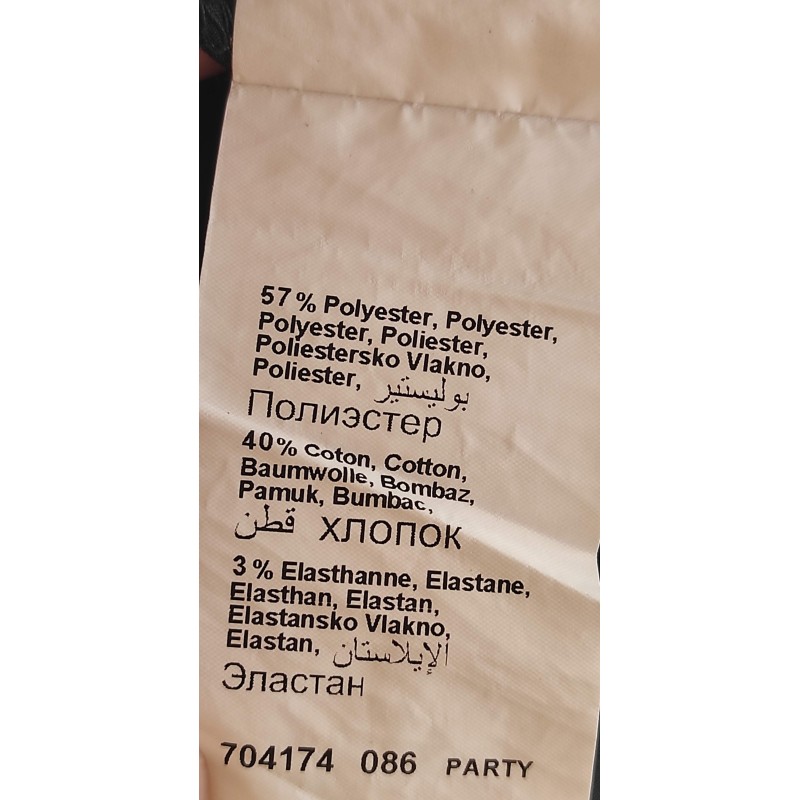 57% Polyester, Polyester,
Polyester, Poliester,
Poliestersko Vlakno,
Poliester, بوليستير
Полиэстер
40% Coton, Cotton,
Baumwolle, Bombaz,
Pamuk, Bumbac,
قطن хлопок
3% Elasthanne, Elastane,
Elasthan, Elastan,
Elastansko Vlakno,
Elastan, الإيلاستان
Эластан
704174 086 PARTY